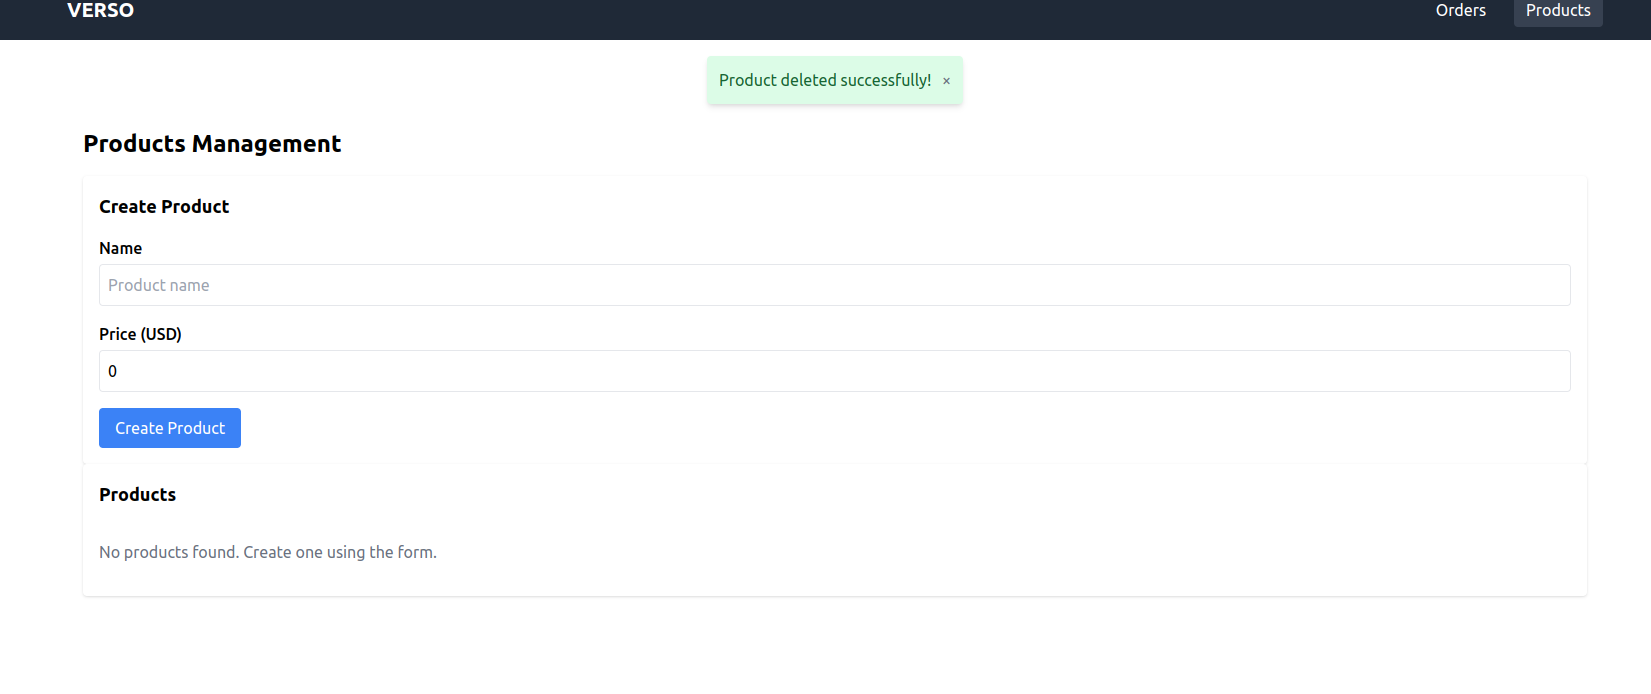 VERSO
Orders Products
Product deleted successfully! ×
Products Management
Create Product
Name
Product name
Price (USD)
0
Create Product
Products
No products found. Create one using the form.